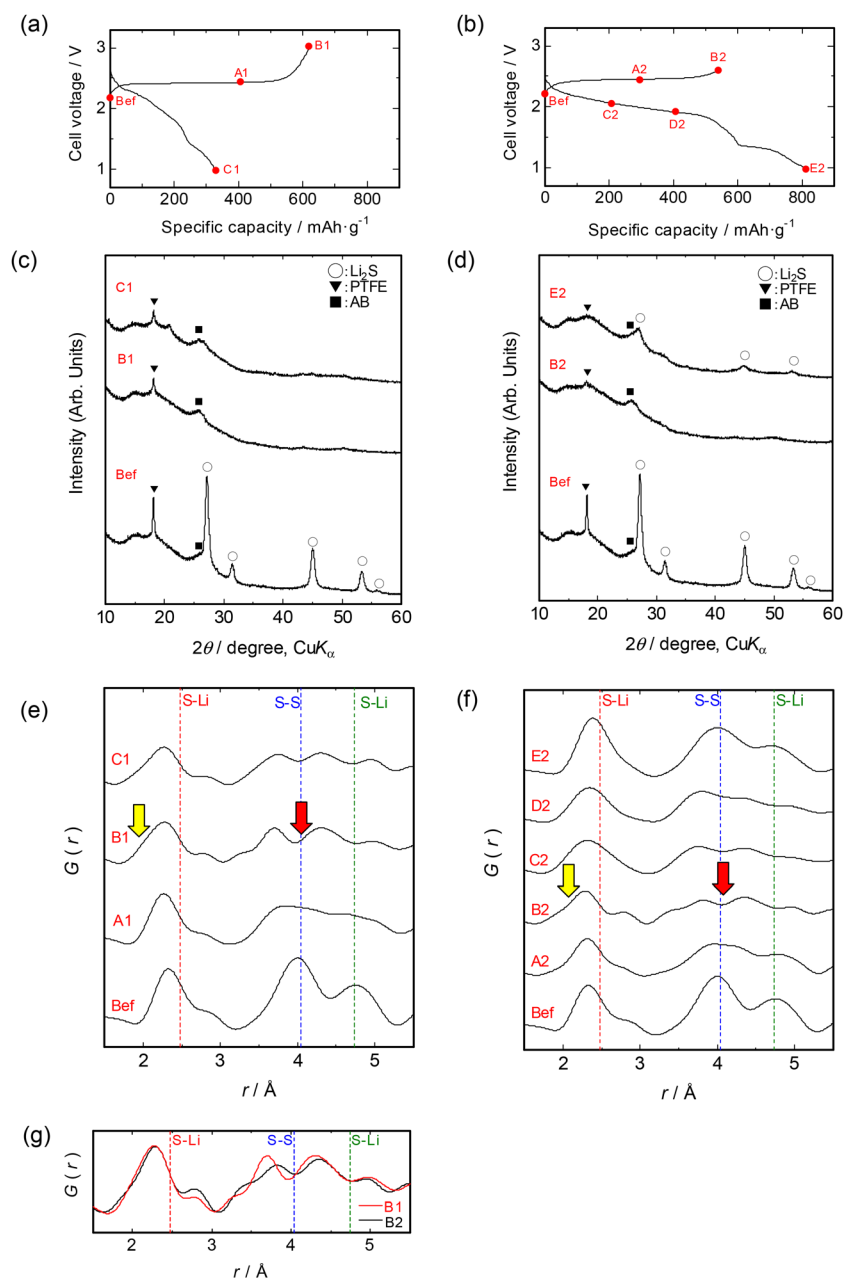 (a)
Cell voltage / V
3
2
1
B1
A1
Bef
C1
0
200
400
600
800
Specific capacity / mAh·g⁻¹
(b)
Cell voltage / V
3
2
1
B2
A2
Bef
C2
D2
E2
0
200
400
600
800
Specific capacity / mAh·g⁻¹
(c)
Intensity (Arb. Units)
○: Li₂S
▼: PTFE
■: AB
C1
B1
Bef
10
20
30
40
50
60
2θ / degree, CuKα
(d)
Intensity (Arb. Units)
○: Li₂S
▼: PTFE
■: AB
E2
B2
Bef
10
20
30
40
50
60
2θ / degree, CuKα
(e)
G ( r )
S-Li
S-S
S-Li
C1
B1
A1
Bef
2
3
4
5
r / Å
(f)
G ( r )
S-Li
S-S
S-Li
E2
D2
C2
B2
A2
Bef
2
3
4
5
r / Å
(g)
G ( r )
S-Li
S-S
S-Li
B1
B2
2
3
4
5
r / Å